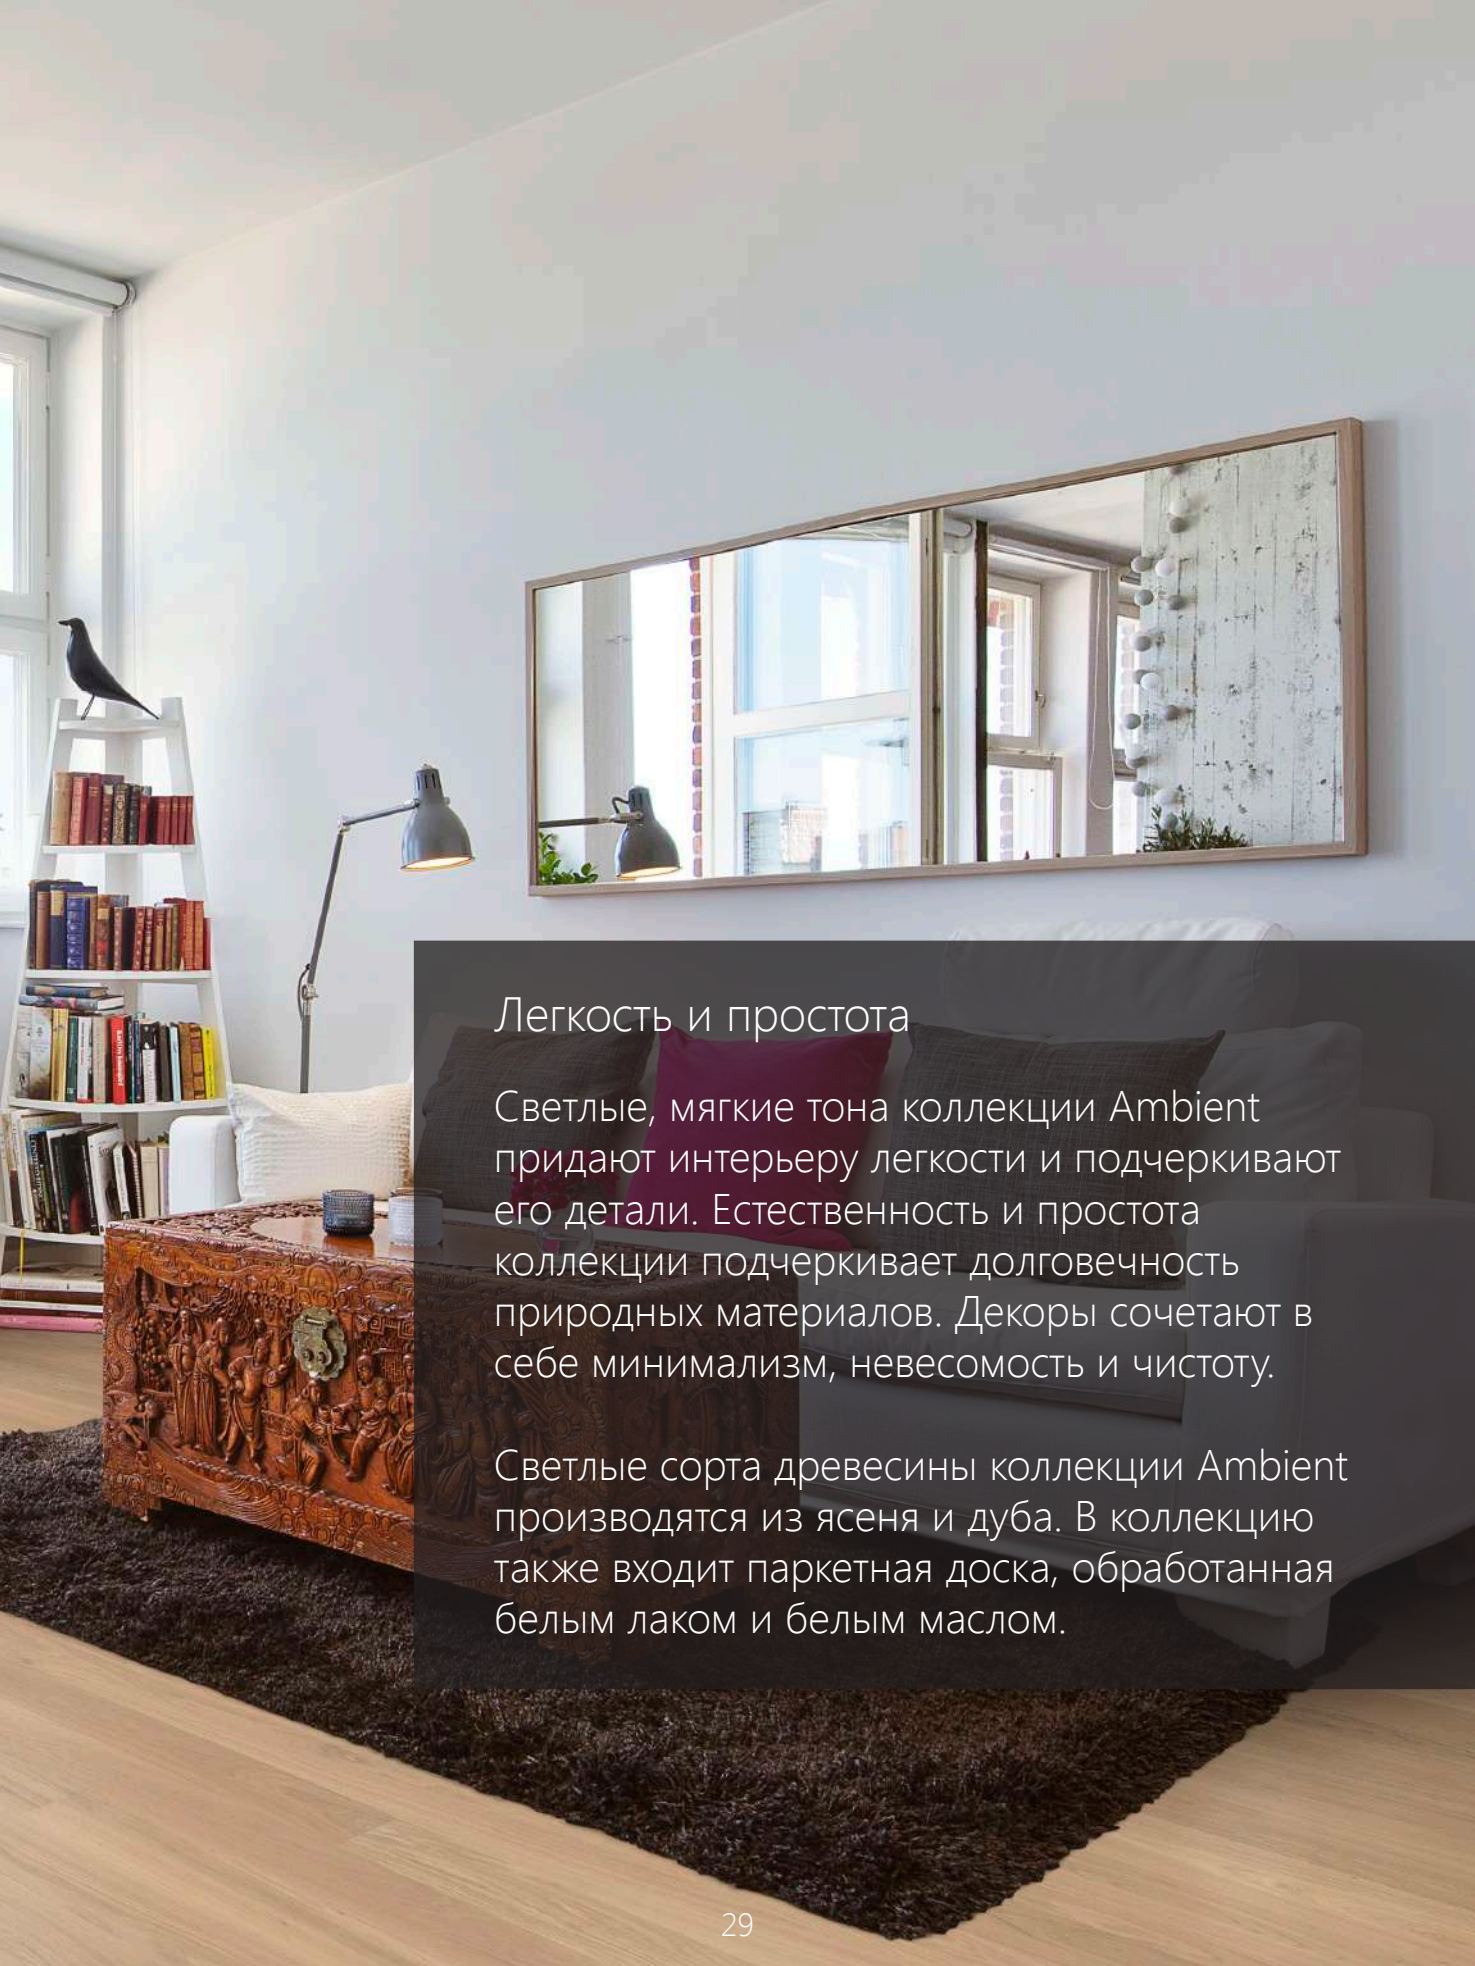 Легкость и простота
Светлые, мягкие тона коллекции Ambient
придают интерьеру легкости и подчеркивают
его детали. Естественность и простота
коллекции подчеркивает долговечность
природных материалов. Декоры сочетают в
себе минимализм, невесомость и чистоту.
Светлые сорта древесины коллекции Ambient
производятся из ясеня и дуба. В коллекцию
также входит паркетная доска, обработанная
белым лаком и белым маслом.
29